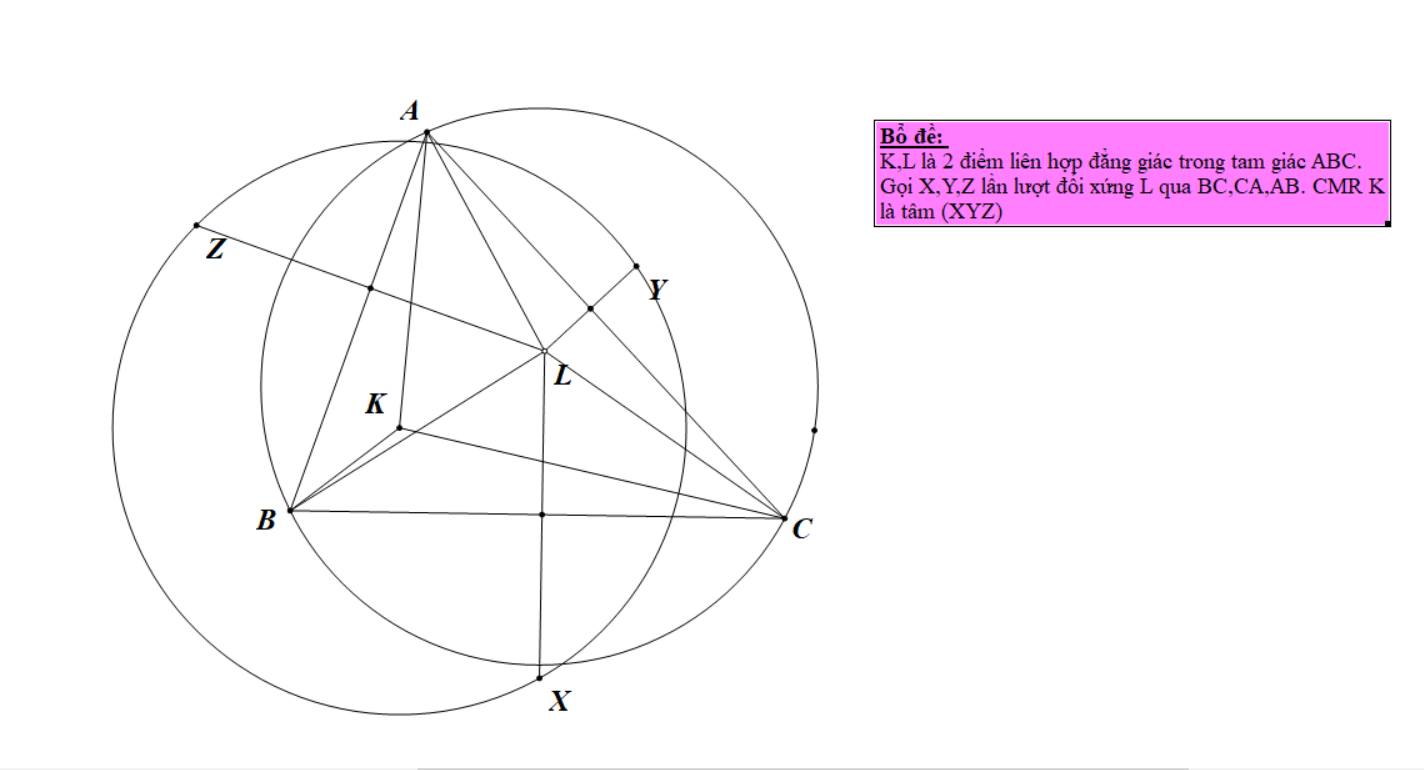 A
Bổ đề:
K,L là 2 điểm liên hợp đẳng giác trong tam giác ABC.
Gọi X,Y,Z lần lượt đối xứng L qua BC,CA,AB. CMR K
là tâm (XYZ)
Z
Y
L
K
B
C
X